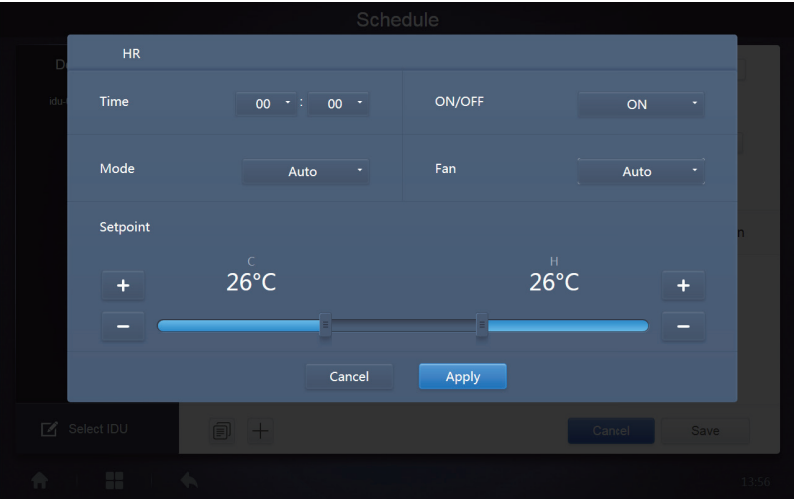 Schedule
HR
Time 00 : 00 ON/OFF ON
Mode Auto Fan Auto
Setpoint
C H
26°C 26°C
+ +
− −
Cancel Apply
Select IDU + Cancel Save
13:56